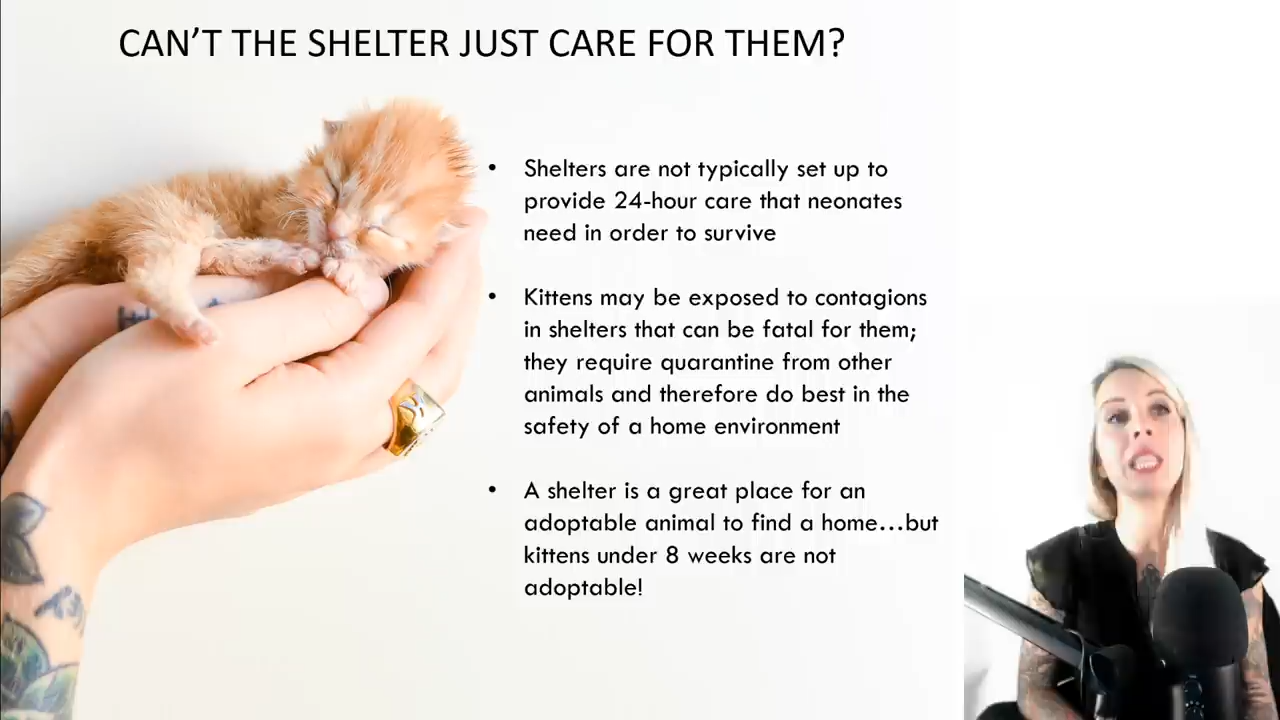 CAN’T THE SHELTER JUST CARE FOR THEM?
• Shelters are not typically set up to
provide 24-hour care that neonates
need in order to survive
• Kittens may be exposed to contagions
in shelters that can be fatal for them;
they require quarantine from other
animals and therefore do best in the
safety of a home environment
• A shelter is a great place for an
adoptable animal to find a home…but
kittens under 8 weeks are not
adoptable!